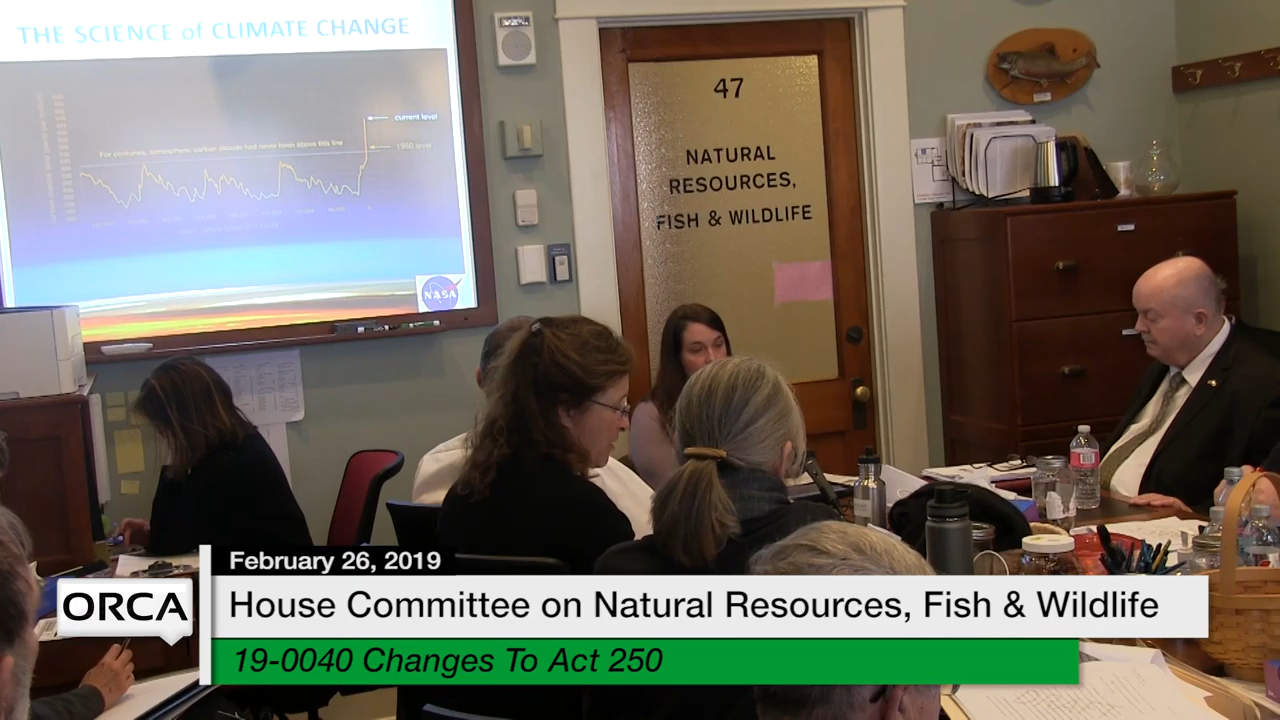 THE SCIENCE of CLIMATE CHANGE
current level
For centuries, atmospheric carbon dioxide had never been above this line
1950 level
NASA
47
NATURAL
RESOURCES,
FISH & WILDLIFE
February 26, 2019
ORCA
House Committee on Natural Resources, Fish & Wildlife
19-0040 Changes To Act 250